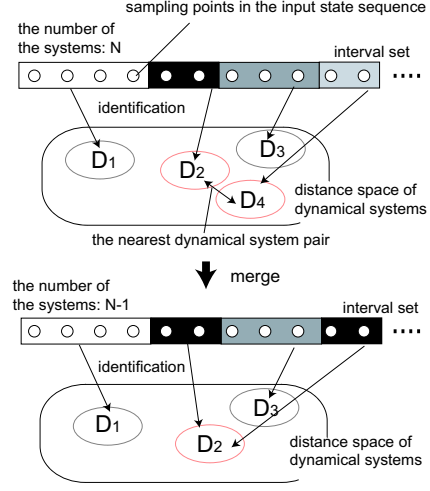 sampling points in the input state sequence
the number of
the systems: N
interval set
....
identification
D1
D2
D3
D4
distance space of
dynamical systems
the nearest dynamical system pair
merge
the number of
the systems: N-1
interval set
....
identification
D1
D2
D3
distance space of
dynamical systems